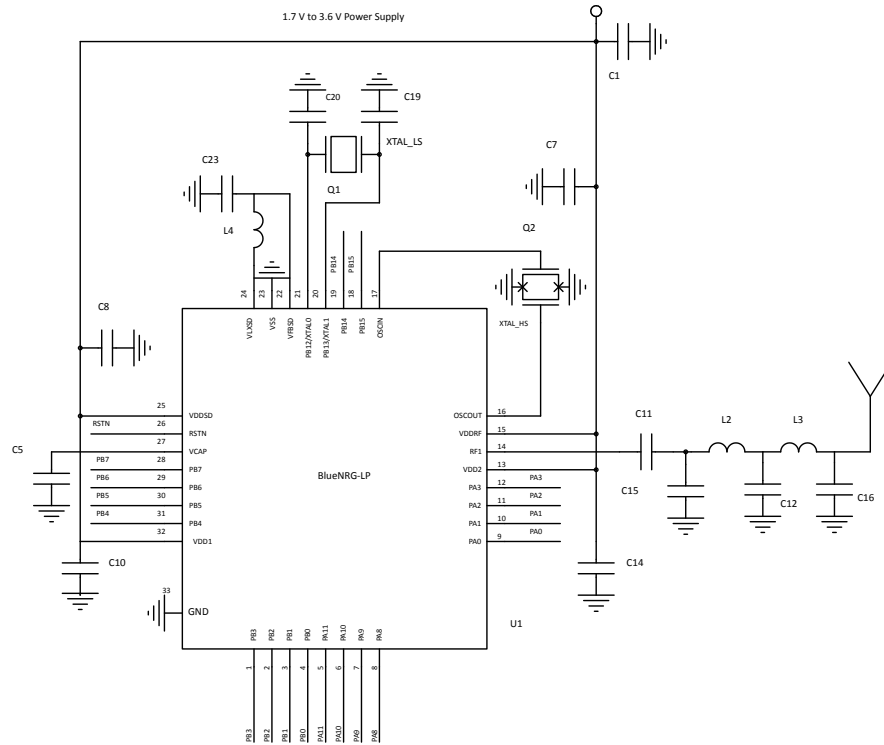 1.7 V to 3.6 V Power Supply
C1
C20
C19
XTAL_LS
C7
C23
Q1
L4
Q2
PB14
PB15
24
23
22
21
20
19
18
17
C8
VLXSD
VSS
VFBSD
PB12/XTAL0
PB13/XTAL1
PB14
PB15
OSCIN
XTAL_HS
25
VDDSD
OSCOUT
16
RSTN
26
RSTN
VDDRF
15
C11
L2
L3
27
VCAP
RF1
14
C5
PB7
28
PB7
BlueNRG-LP
VDD2
13
PB6
29
PB6
PA3
12
PA3
C15
PB5
30
PB5
PA2
11
PA2
C12
C16
PB4
31
PB4
PA1
10
PA1
32
VDD1
PA0
9
PA0
C10
C14
33
GND
U1
PB3
PB2
PB1
PB0
PA11
PA10
PA9
PA8
1
2
3
4
5
6
7
8
PB3
PB2
PB1
PB0
PA11
PA10
PA9
PA8